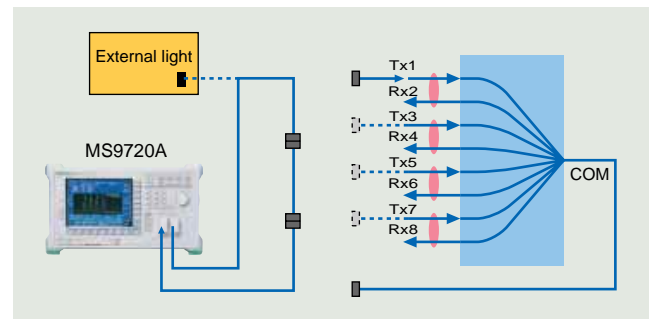 External light
MS9720A
Tx1
Rx2
Tx3
Rx4
Tx5
Rx6
Tx7
Rx8
COM